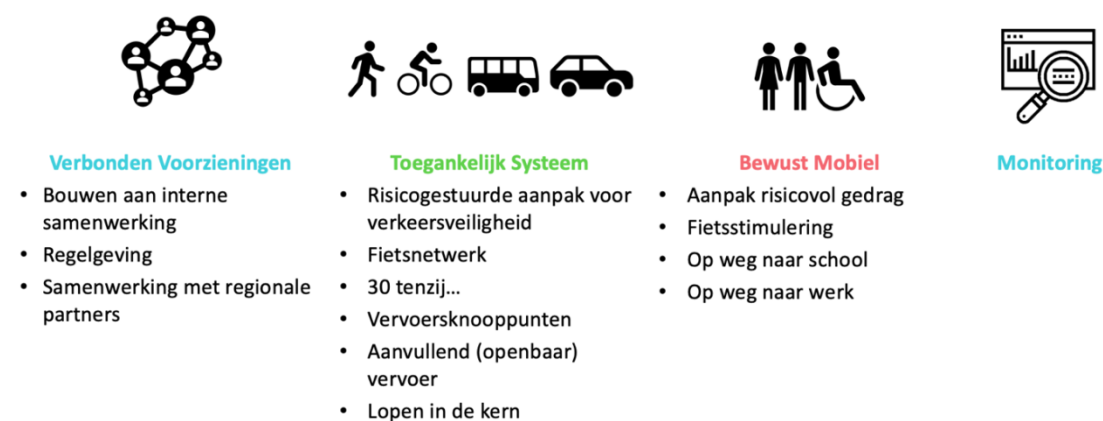 Verbonden Voorzieningen
• Bouwen aan interne
samenwerking
• Regelgeving
• Samenwerking met regionale
partners
Toegankelijk Systeem
• Risicogestuurde aanpak voor
verkeersveiligheid
• Fietsnetwerk
• 30 tenzij...
• Vervoersknooppunten
• Aanvullend (openbaar)
vervoer
• Lopen in de kern
Bewust Mobiel
• Aanpak risicovol gedrag
• Fietsstimulering
• Op weg naar school
• Op weg naar werk
Monitoring